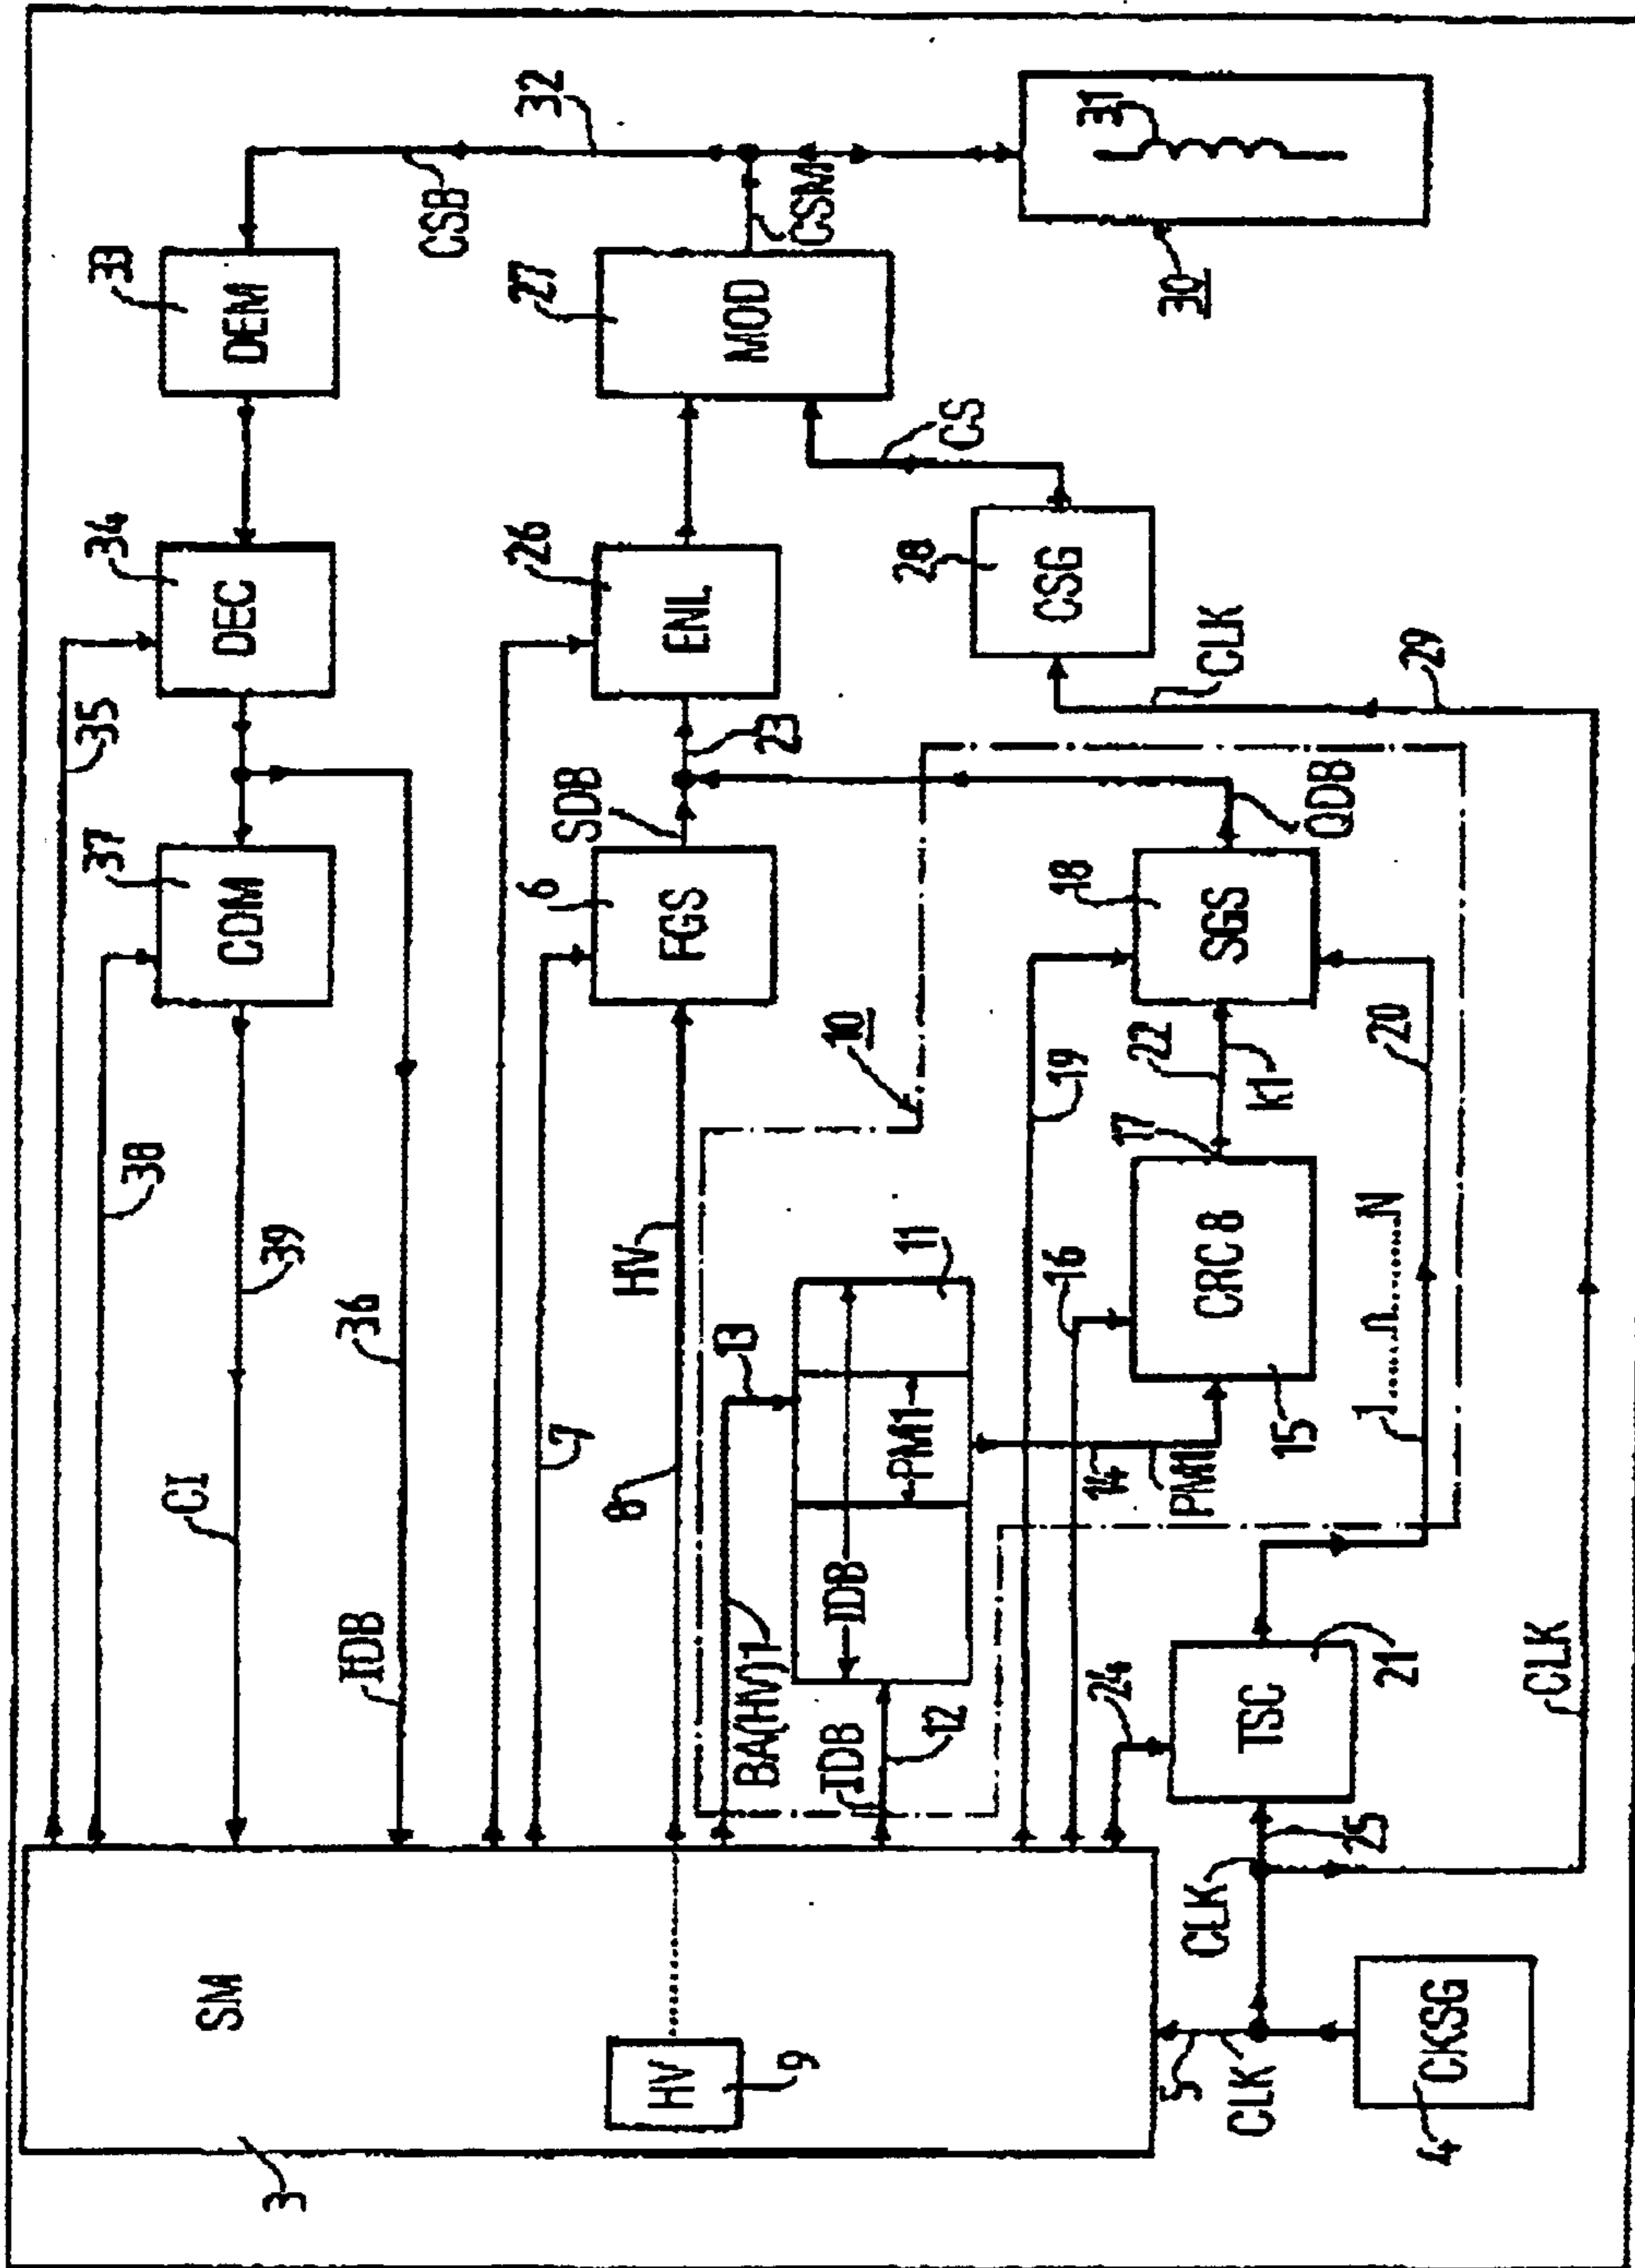 33
DEM
CSB
32
34
DEC
35
37
CDM
38
39
CI
36
IDB
27
MOD
CSM
31
30
26
ENL
CS
28
CSG
CLK
29
23
SDB
6
FGS
7
HV
8
10
QDB
18
SGS
19
22
k1
17
20
16
CRC 8
15
1.....n.....N
11
13
PM1
IDB
14
PM1
BA(HV)1
IDB
12
24
TSC
21
CLK
25
CLK
SM
HV
9
3
5
CLK
CKSG
4